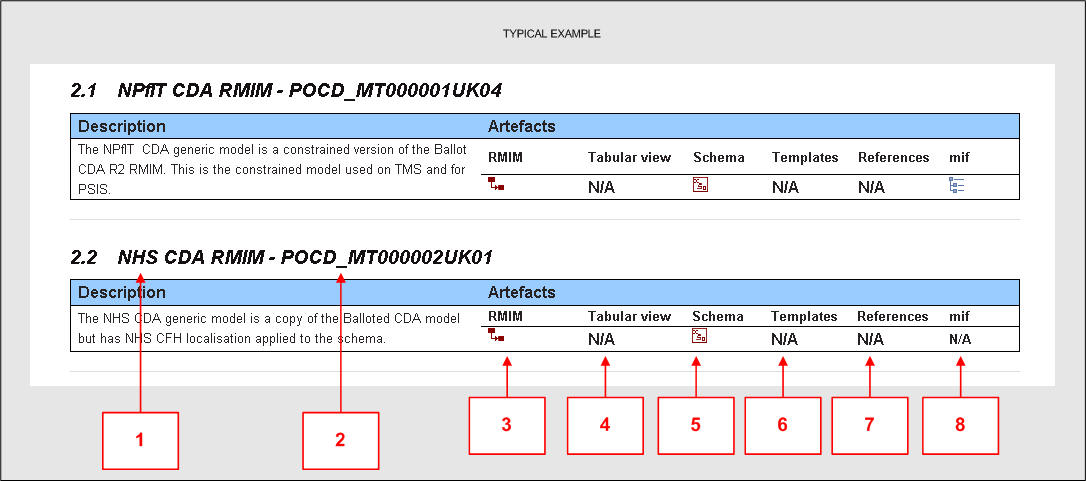 TYPICAL EXAMPLE
2.1 NPfIT CDA RMIM - POCD_MT000001UK04
Description Artefacts
The NPfIT CDA generic model is a constrained version of the Ballot
CDA R2 RMIM. This is the constrained model used on TMS and for
PSIS.
RMIM Tabular view Schema Templates References mif
N/A N/A N/A
2.2 NHS CDA RMIM - POCD_MT000002UK01
Description Artefacts
The NHS CDA generic model is a copy of the Balloted CDA model
but has NHS CFH localisation applied to the schema.
RMIM Tabular view Schema Templates References mif
N/A N/A N/A N/A
1 2 3 4 5 6 7 8